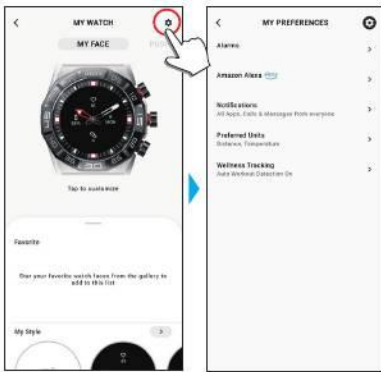 MY WATCH
MY FACE
Tap to customize
Favorite
Star your favorite watch faces from the gallery to
add to this list
My Style
MY PREFERENCES
Alarms
Amazon Alexa
Notifications
All Apps, Calls & Messages from everyone
Preferred Units
Distance, Temperature
Wellness Tracking
Auto Workout Detection On